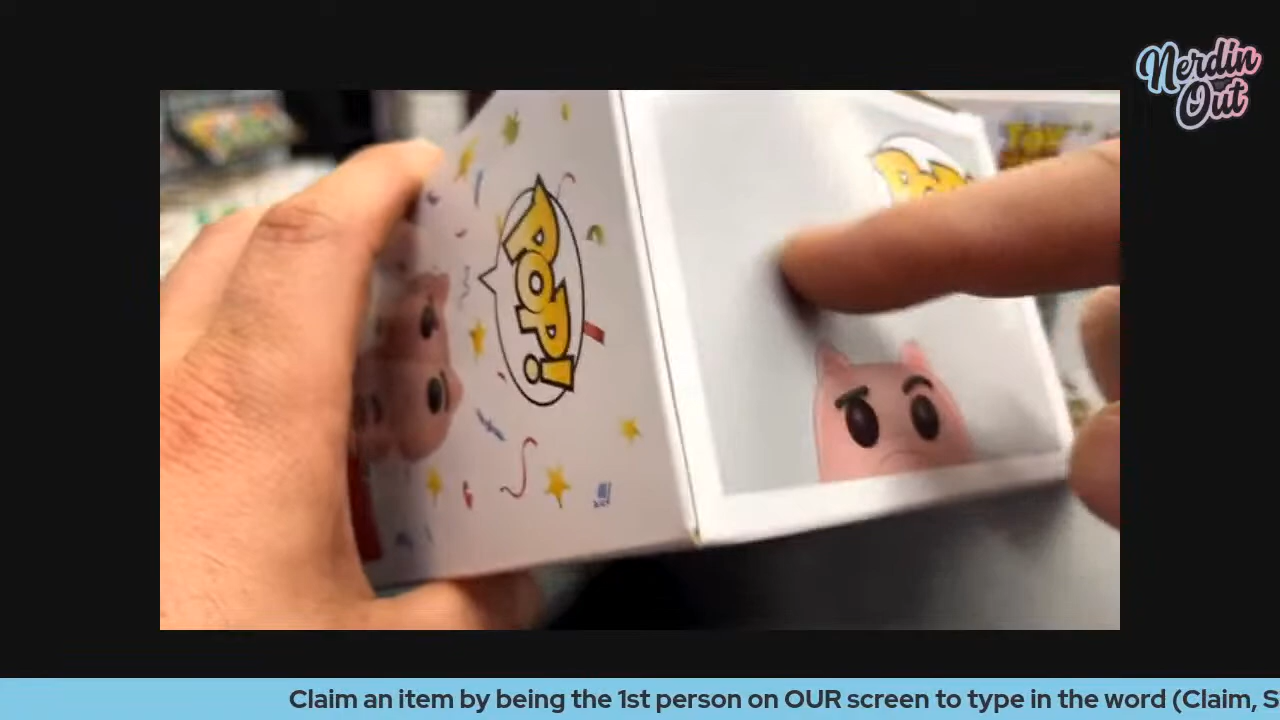 Nerdin
Out
POP!
Claim an item by being the 1st person on OUR screen to type in the word (Claim, S